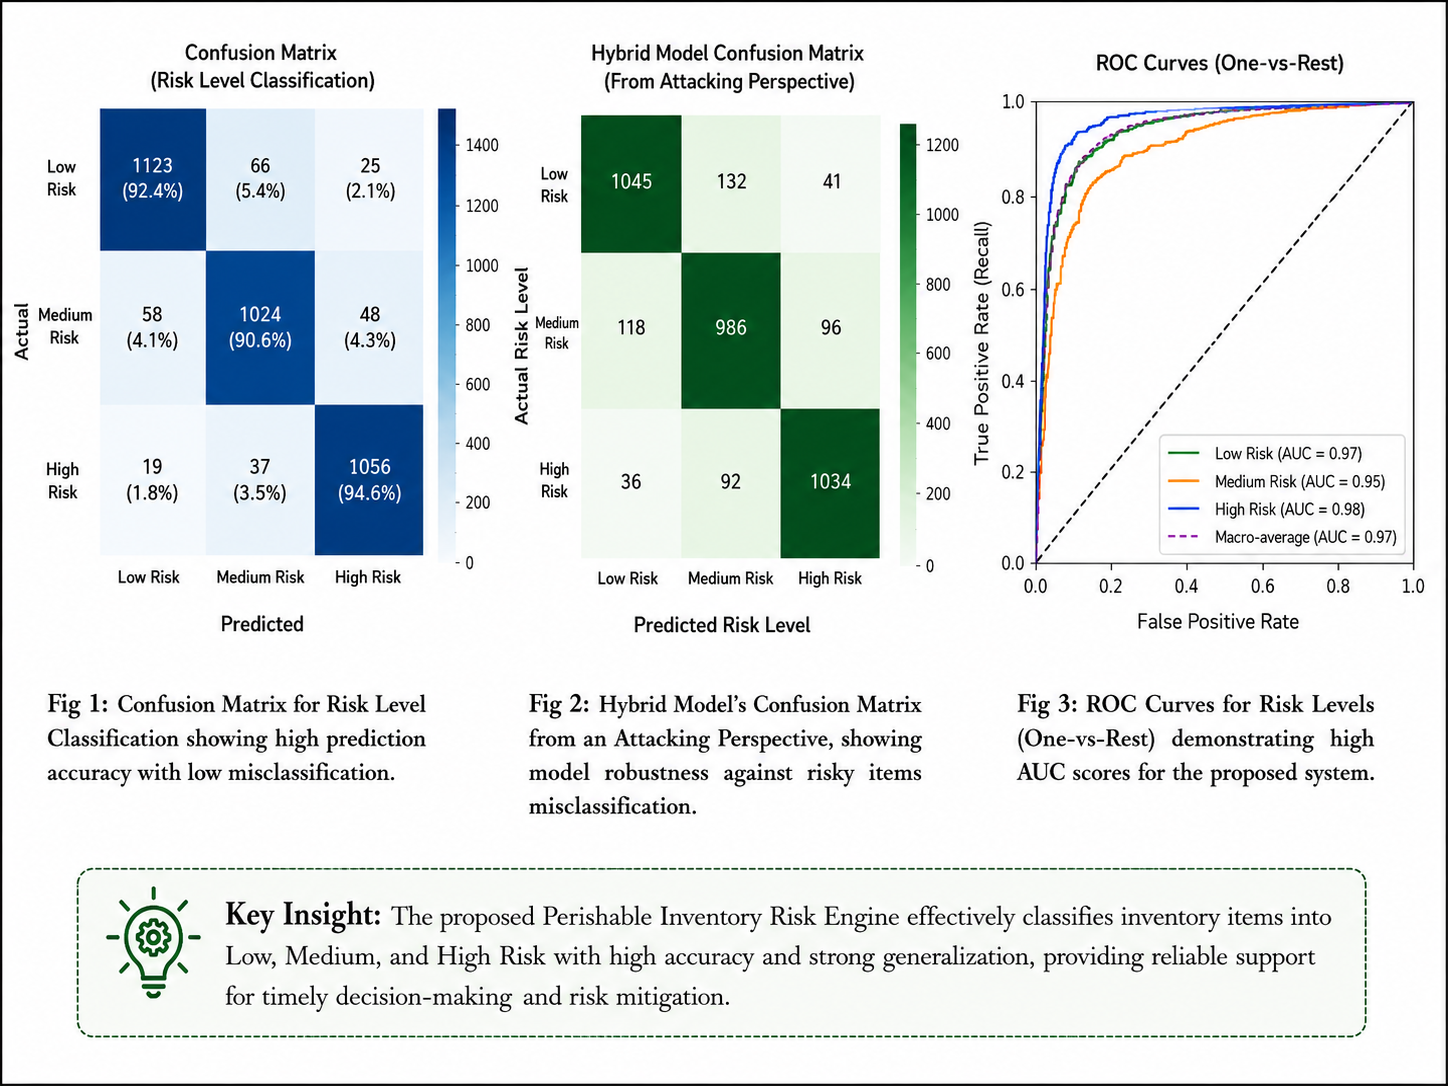 Confusion Matrix
(Risk Level Classification)
1123
(92.4%)
66
(5.4%)
25
(2.1%)
58
(4.1%)
1024
(90.6%)
48
(4.3%)
19
(1.8%)
37
(3.5%)
1056
(94.6%)
Low
Risk
Medium
Risk
High
Risk
Actual
Low Risk
Medium Risk
High Risk
Predicted
1400
1200
1000
800
600
400
200
0
Hybrid Model Confusion Matrix
(From Attacking Perspective)
1045
132
41
118
986
96
36
92
1034
Low
Risk
Medium
Risk
High
Risk
Actual Risk Level
Low Risk
Medium Risk
High Risk
Predicted Risk Level
1200
1000
800
600
400
200
0
ROC Curves (One-vs-Rest)
True Positive Rate (Recall)
1.0
0.8
0.6
0.4
0.2
0.0
Low Risk (AUC = 0.97)
Medium Risk (AUC = 0.95)
High Risk (AUC = 0.98)
Macro-average (AUC = 0.97)
0.0
0.2
0.4
0.6
0.8
1.0
False Positive Rate
Fig 1: Confusion Matrix for Risk Level
Classification showing high prediction
accuracy with low misclassification.
Fig 2: Hybrid Model's Confusion Matrix
from an Attacking Perspective, showing
model robustness against risky items
misclassification.
Fig 3: ROC Curves for Risk Levels
(One-vs-Rest) demonstrating high
AUC scores for the proposed system.
Key Insight: The proposed Perishable Inventory Risk Engine effectively classifies inventory items into
Low, Medium, and High Risk with high accuracy and strong generalization, providing reliable support
for timely decision-making and risk mitigation.